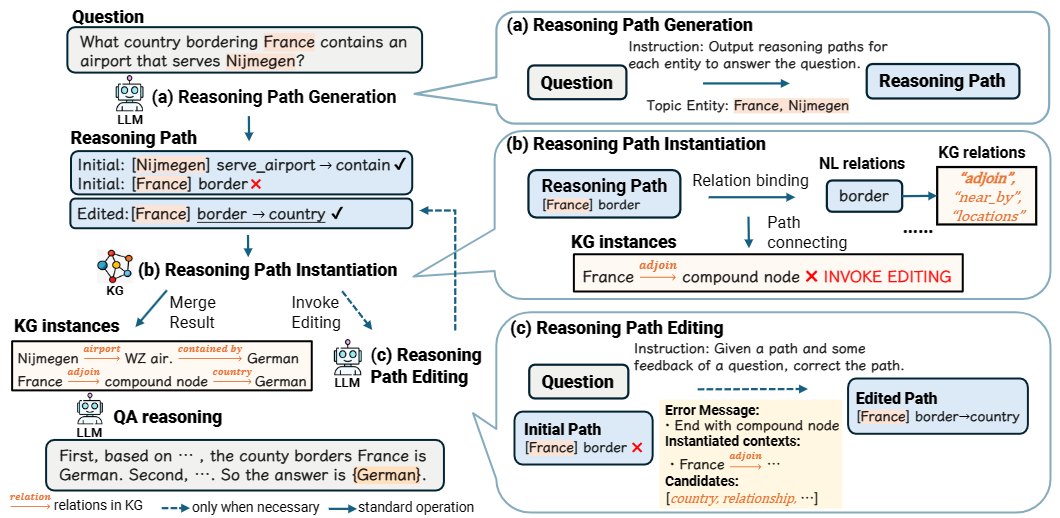 Question
What country bordering France contains an
airport that serves Nijmegen?
LLM
(a) Reasoning Path Generation
Reasoning Path
Initial: [Nijmegen] serve_airport → contain ✓
Initial: [France] border ✗
Edited: [France] border → country ✓
KG
(b) Reasoning Path Instantiation
Merge
Result
Invoke
Editing
KG instances
Nijmegen airport WZ air. contained by German
France adjoin compound node country German
LLM
(c) Reasoning
Path Editing
LLM
QA reasoning
First, based on ⋯ , the county borders France is
German. Second, ⋯. So the answer is {German}.
relation relations in KG
only when necessary
standard operation
(a) Reasoning Path Generation
Instruction: Output reasoning paths for
each entity to answer the question.
Question
Reasoning Path
Topic Entity: France, Nijmegen
(b) Reasoning Path Instantiation
Reasoning Path
[France] border
Relation binding
NL relations
border
KG relations
"adjoin",
"near_by",
"locations"
......
Path
connecting
KG instances
France adjoin compound node ✗ INVOKE EDITING
(c) Reasoning Path Editing
Instruction: Given a path and some
feedback of a question, correct the path.
Question
Initial Path
[France] border ✗
Error Message:
· End with compound node
Instantiated contexts:
· France adjoin ⋯
Candidates:
[country, relationship, ⋯]
Edited Path
[France] border→country